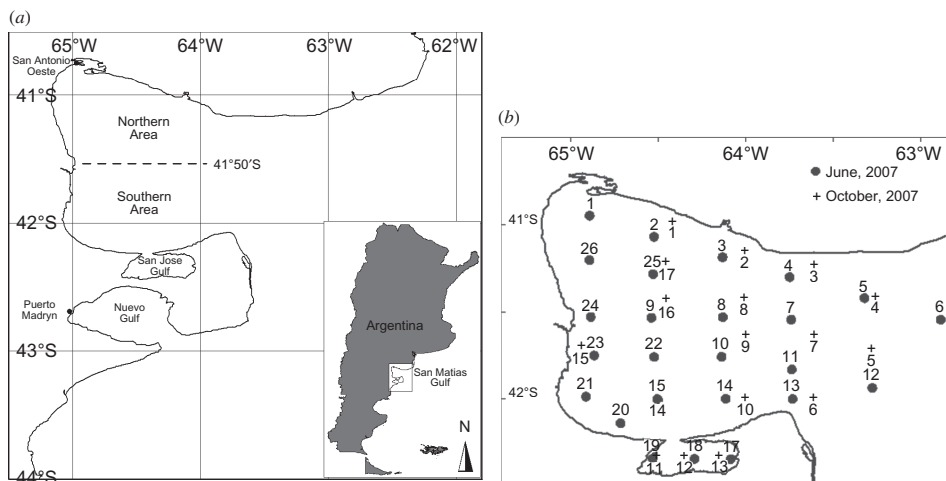 (a)
65°W 64°W 63°W 62°W
San Antonio
Oeste
41°S
Northern
Area
41°50′S
Southern
Area
42°S
San Jose
Gulf
Puerto
Madryn
Nuevo
Gulf
43°S
44°S
Argentina
San Matias
Gulf
N
(b)
65°W 64°W 63°W
June, 2007
+ October, 2007
41°S
42°S
1
2 + 1
3 + 2
4 + 3
5 + 4
6
26
25 + 17
24
9 + 16
8 + 8
7
23
+ 15
22
10 + 9
+ 7
11
+ 5
12
21
15
14
14 + 10
13 + 6
20
19 18 17
+ 11 + 12 + 13